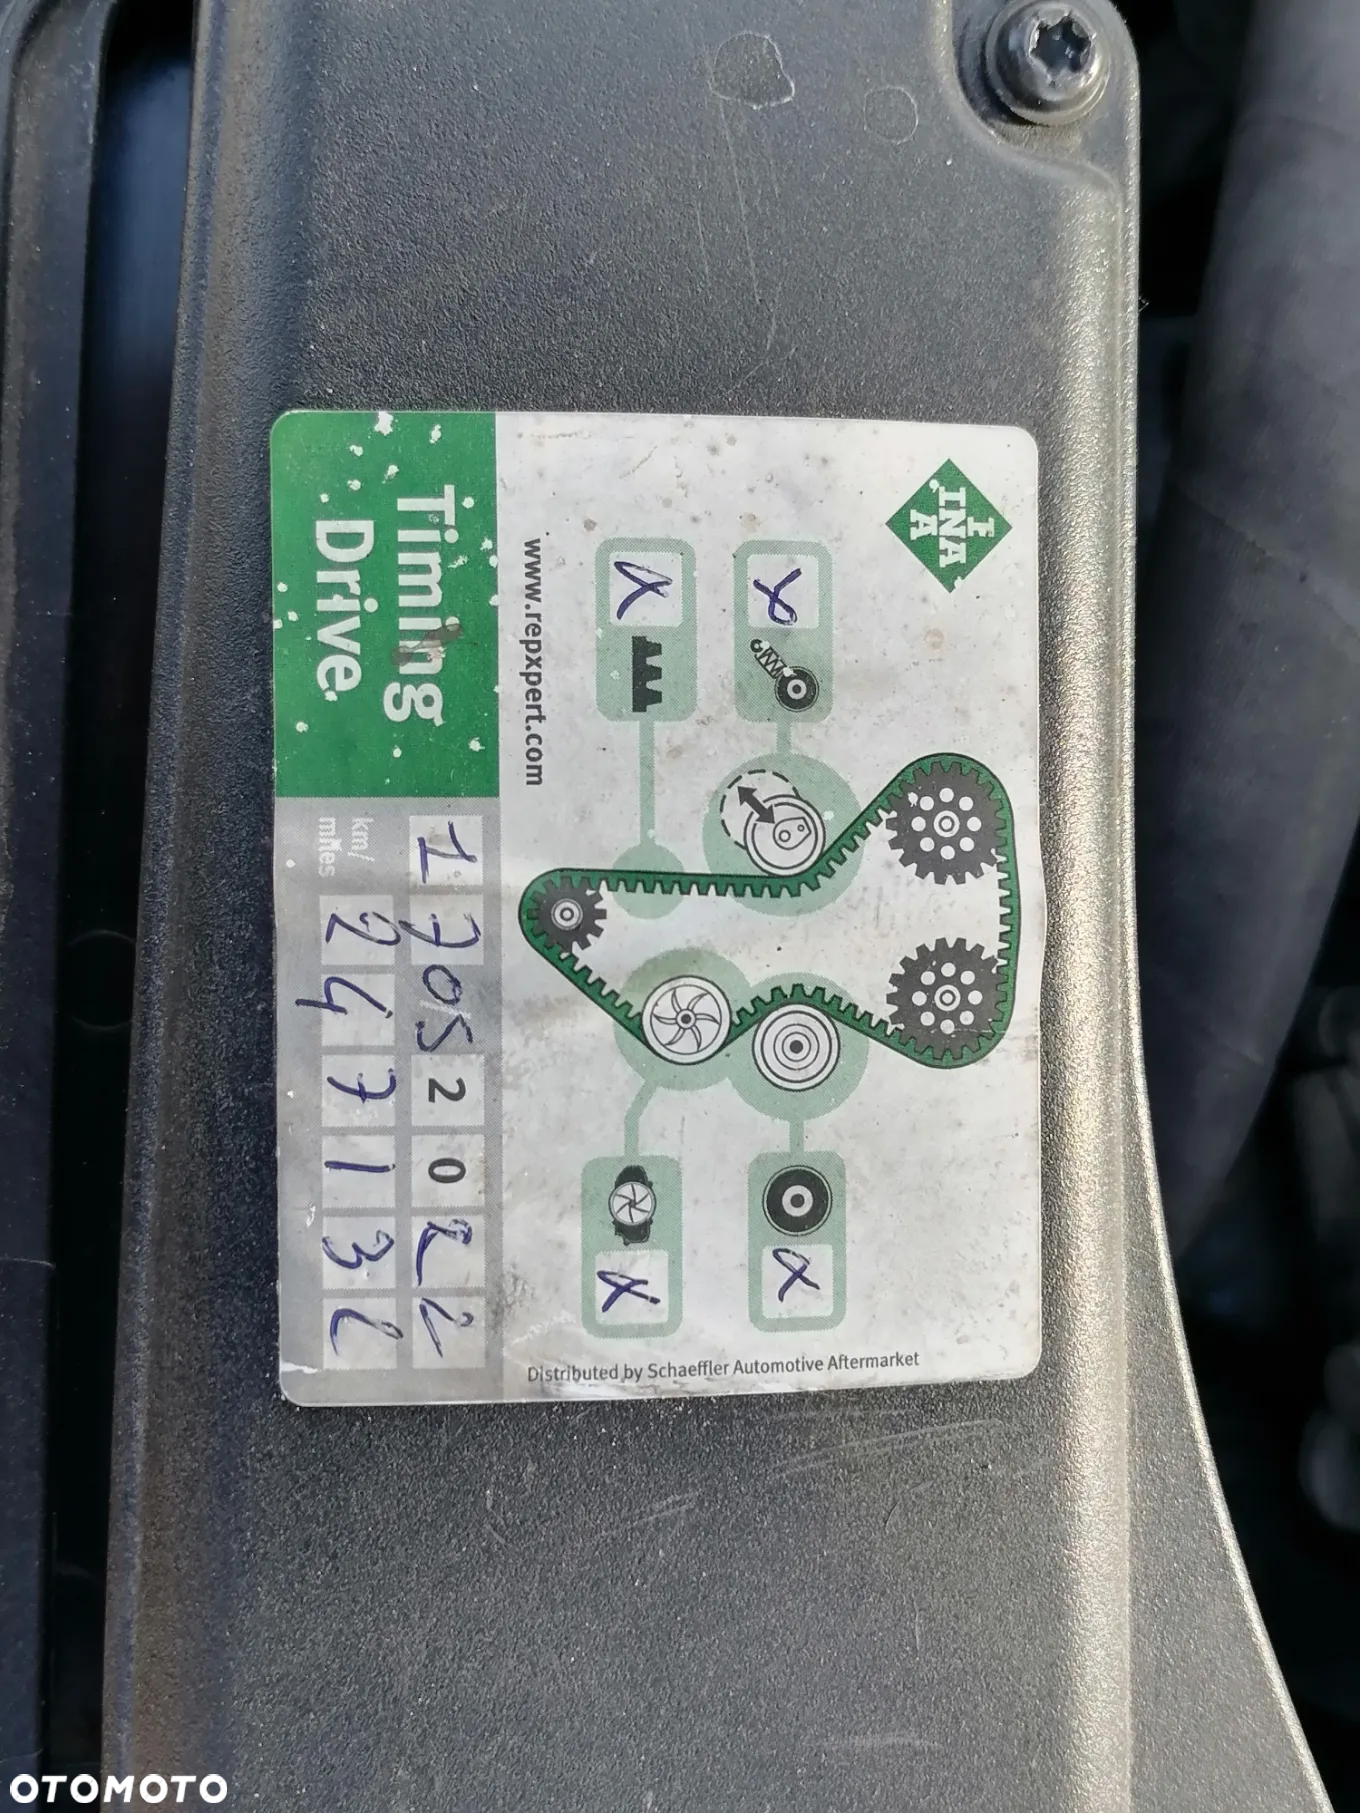 INA
I
A
www.repxpert.com
Timing
Drive
17052022
km/
miles
247132
Distributed by Schaeffler Automotive Aftermarket
OTOMOTO